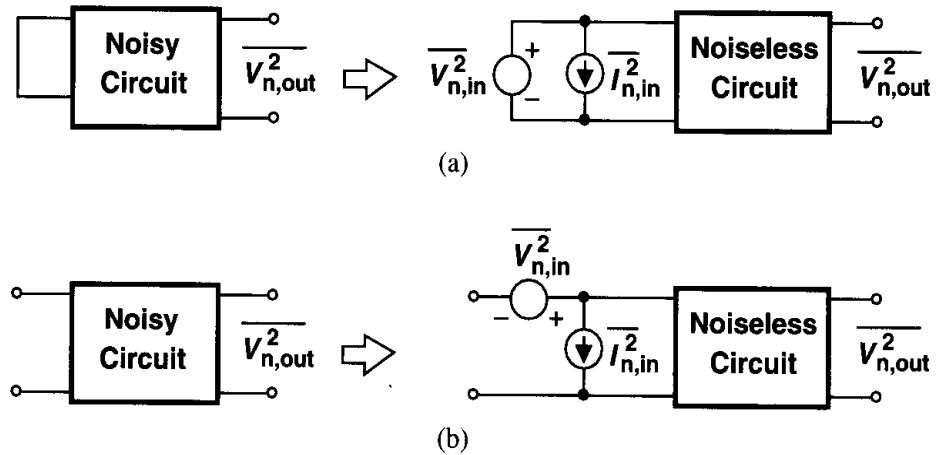 Noisy
Circuit
V²n,out
V²n,in
+
−
I²n,in
Noiseless
Circuit
V²n,out
(a)
Noisy
Circuit
V²n,out
V²n,in
− +
I²n,in
Noiseless
Circuit
V²n,out
(b)